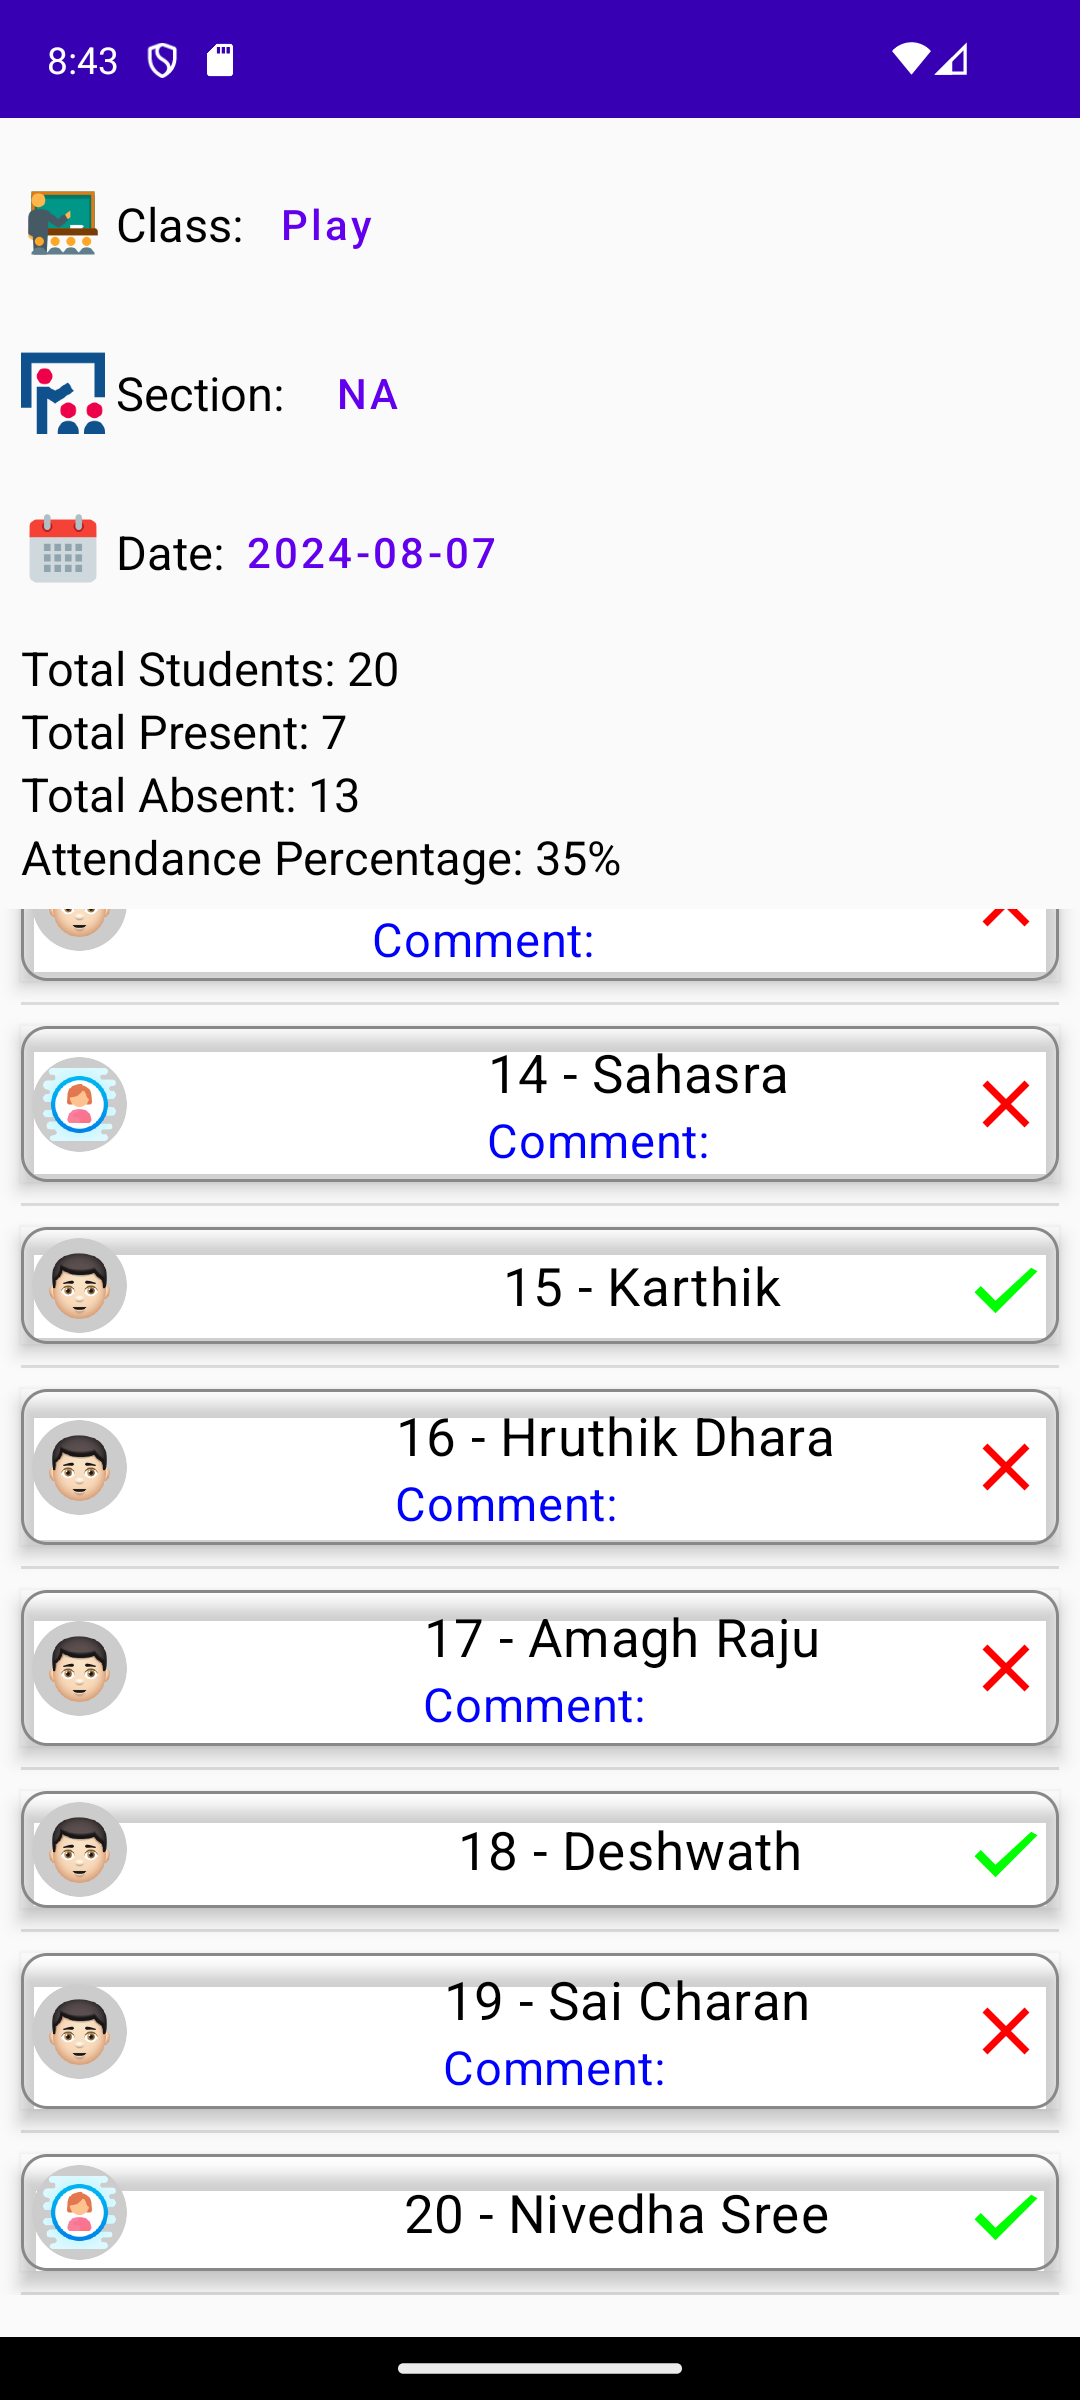 8:43
Class: Play
Section: NA
Date: 2024-08-07
Total Students: 20
Total Present: 7
Total Absent: 13
Attendance Percentage: 35%
Comment:
14 - Sahasra
Comment:
15 - Karthik
16 - Hruthik Dhara
Comment:
17 - Amagh Raju
Comment:
18 - Deshwath
19 - Sai Charan
Comment:
20 - Nivedha Sree